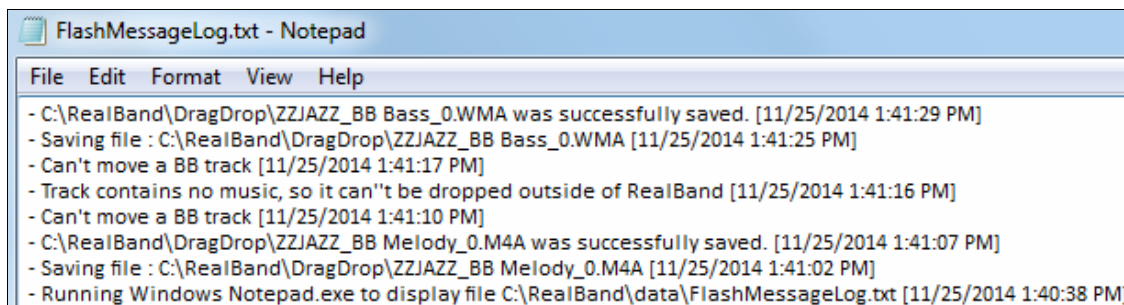 FlashMessageLog.txt - Notepad
File Edit Format View Help
- C:\RealBand\DragDrop\ZZJAZZ_BB Bass_0.WMA was successfully saved. [11/25/2014 1:41:29 PM]
- Saving file : C:\RealBand\DragDrop\ZZJAZZ_BB Bass_0.WMA [11/25/2014 1:41:25 PM]
- Can't move a BB track [11/25/2014 1:41:17 PM]
- Track contains no music, so it can''t be dropped outside of RealBand [11/25/2014 1:41:16 PM]
- Can't move a BB track [11/25/2014 1:41:10 PM]
- C:\RealBand\DragDrop\ZZJAZZ_BB Melody_0.M4A was successfully saved. [11/25/2014 1:41:07 PM]
- Saving file : C:\RealBand\DragDrop\ZZJAZZ_BB Melody_0.M4A [11/25/2014 1:41:02 PM]
- Running Windows Notepad.exe to display file C:\RealBand\data\FlashMessageLog.txt [11/25/2014 1:40:38 PM]